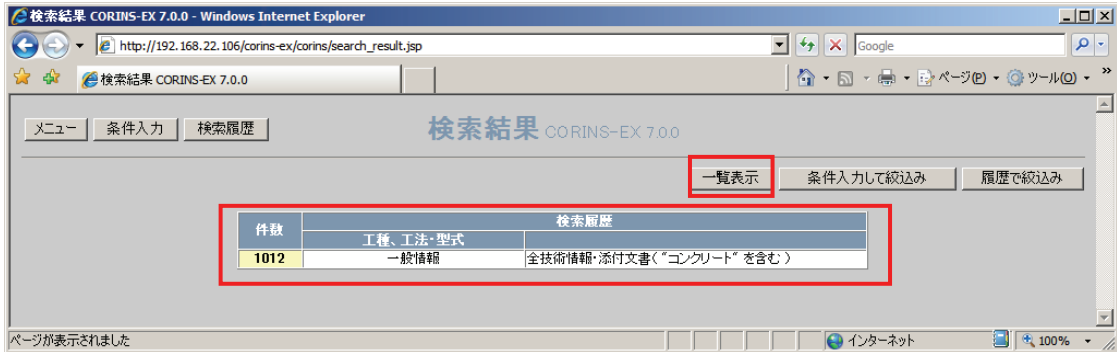 検索結果 CORINS-EX 7.0.0 - Windows Internet Explorer
http://192.168.22.106/corins-ex/corins/search_result.jsp
Google
検索結果 CORINS-EX 7.0.0
ページ(P) ツール(O) »
メニュー 条件入力 検索履歴
検索結果 CORINS-EX 7.0.0
一覧表示 条件入力して絞込み 履歴で絞込み
件数 検索履歴
工種、工法・型式
1012 一般情報 全技術情報・添付文書( “コンクリート” を含む )
ページが表示されました インターネット 100%